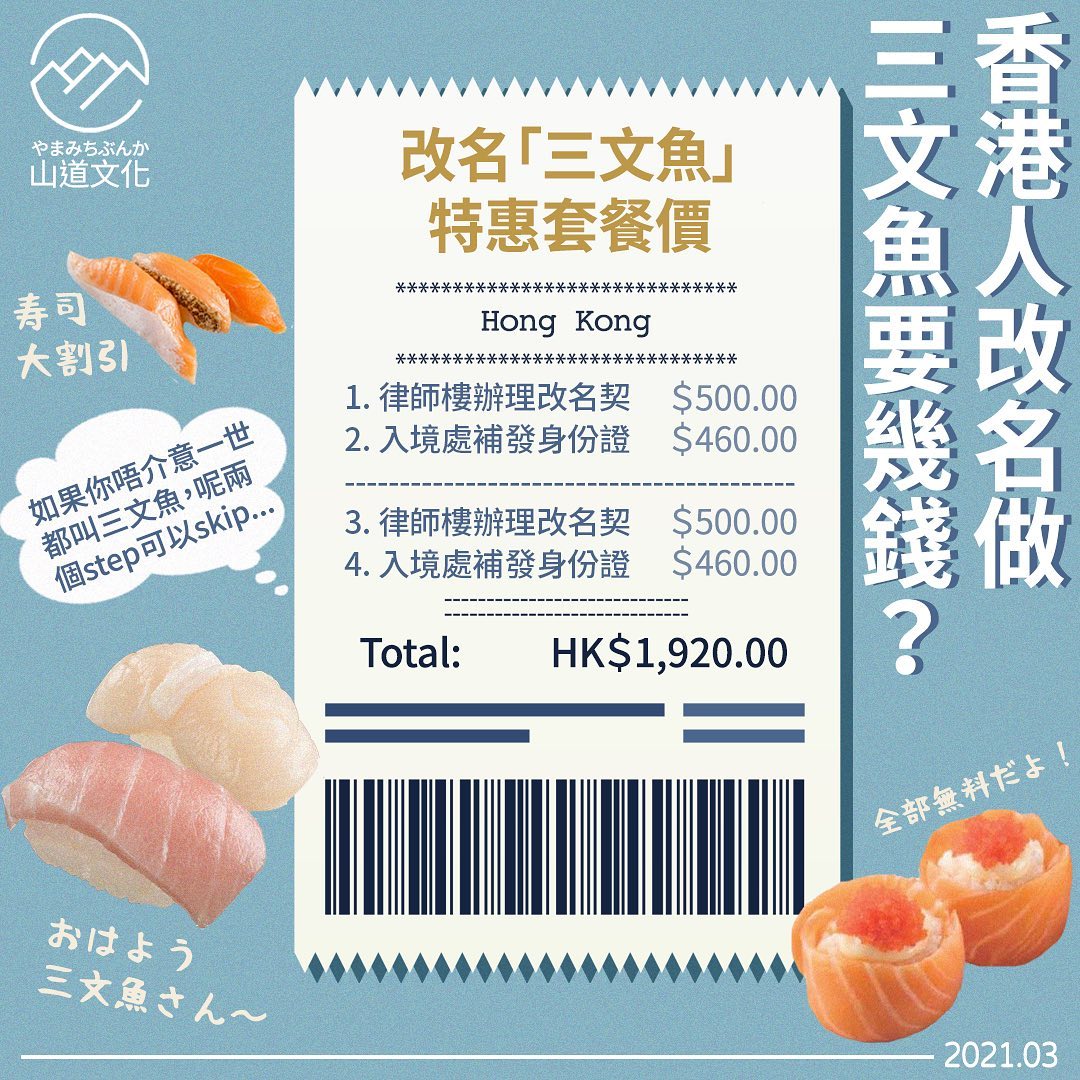 やまみちぶんか
山道文化
香港人改名做
三文魚要幾錢？
改名「三文魚」
特惠套餐價
******************************
Hong Kong
******************************
1. 律師樓辦理改名契 $500.00
2. 入境處補發身份證 $460.00
3. 律師樓辦理改名契 $500.00
4. 入境處補發身份證 $460.00
Total: HK$1,920.00
寿司
大割引
如果你唔介意一世
都叫三文魚，呢兩
個step可以skip...
おはよう
三文魚さん～
全部無料だよ！
2021.03